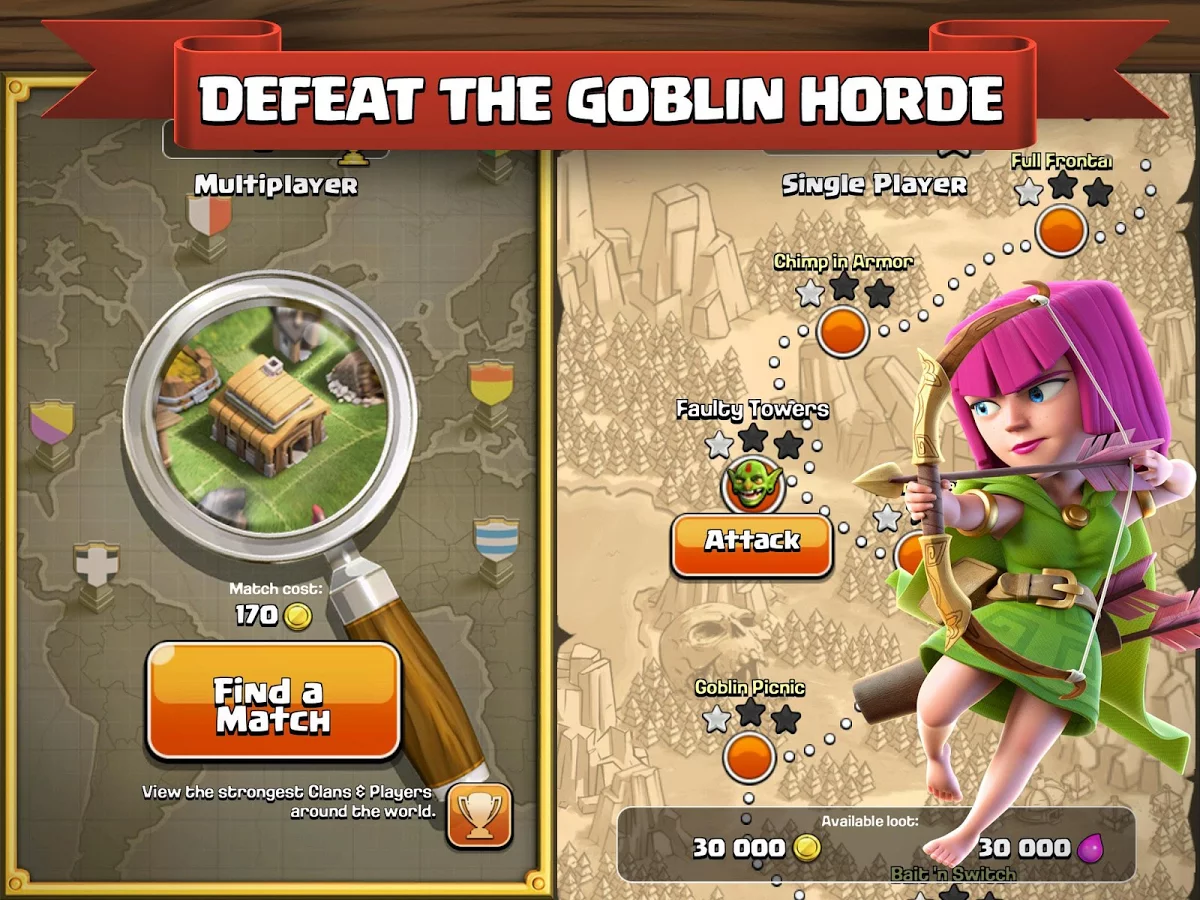 DEFEAT THE GOBLIN HORDE
Multiplayer
Match cost:
170
Find a
Match
View the strongest Clans & Players
around the world.
Single Player
Full Frontal
Chimp in Armor
Faulty Towers
Attack
Goblin Picnic
Available loot:
30 000
30 000
Bait 'n Switch